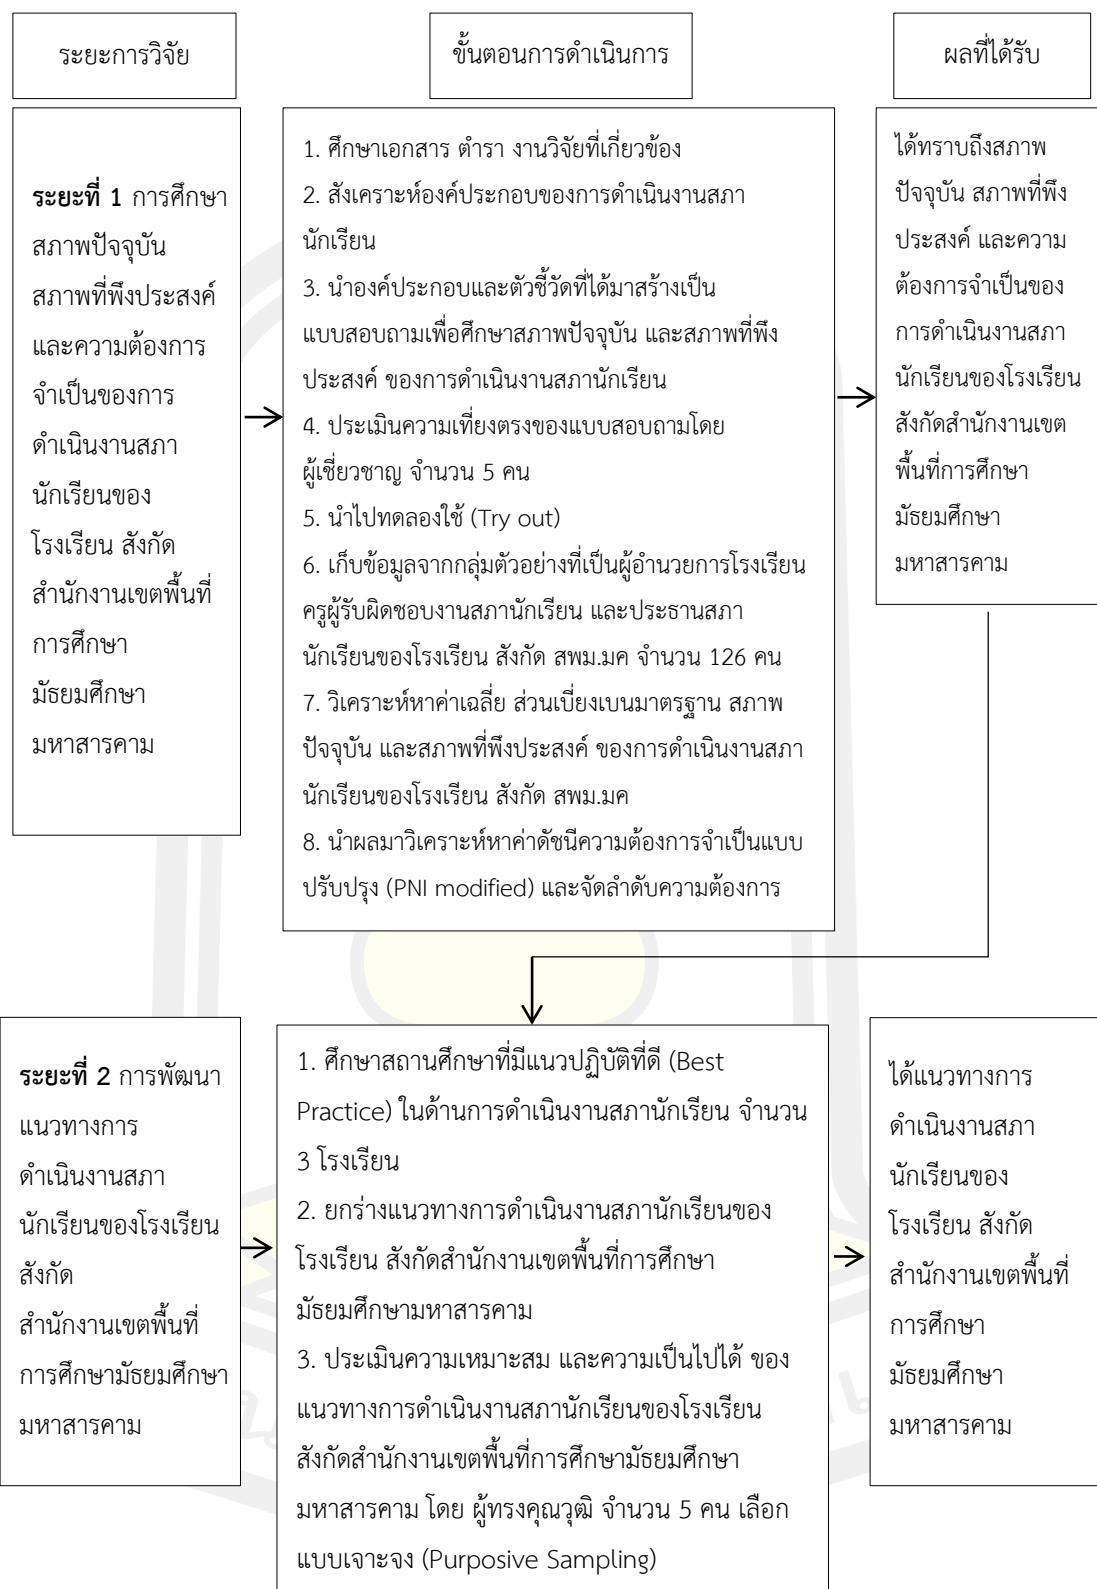 ระยะการวิจัย
ขั้นตอนการดำเนินการ
ผลที่ได้รับ
ระยะที่ 1 การศึกษา
สภาพปัจจุบัน
สภาพที่พึงประสงค์
และความต้องการ
จำเป็นของการ
ดำเนินงานสภา
นักเรียนของ
โรงเรียน สังกัด
สำนักงานเขตพื้นที่
การศึกษา
มัธยมศึกษา
มหาสารคาม
1. ศึกษาเอกสาร ตำรา งานวิจัยที่เกี่ยวข้อง
2. สังเคราะห์องค์ประกอบของการดำเนินงานสภา
นักเรียน
3. นำองค์ประกอบและตัวชี้วัดที่ได้มาสร้างเป็น
แบบสอบถามเพื่อศึกษาสภาพปัจจุบัน และสภาพที่พึง
ประสงค์ ของการดำเนินงานสภานักเรียน
4. ประเมินความเที่ยงตรงของแบบสอบถามโดย
ผู้เชี่ยวชาญ จำนวน 5 คน
5. นำไปทดลองใช้ (Try out)
6. เก็บข้อมูลจากกลุ่มตัวอย่างที่เป็นผู้อำนวยการโรงเรียน
ครูผู้รับผิดชอบงานสภานักเรียน และประธานสภา
นักเรียนของโรงเรียน สังกัด สพม.มค จำนวน 126 คน
7. วิเคราะห์หาค่าเฉลี่ย ส่วนเบี่ยงเบนมาตรฐาน สภาพ
ปัจจุบัน และสภาพที่พึงประสงค์ ของการดำเนินงานสภา
นักเรียนของโรงเรียน สังกัด สพม.มค
8. นำผลมาวิเคราะห์หาค่าดัชนีความต้องการจำเป็นแบบ
ปรับปรุง (PNI modified) และจัดลำดับความต้องการ
ได้ทราบถึงสภาพ
ปัจจุบัน สภาพที่พึง
ประสงค์ และความ
ต้องการจำเป็นของ
การดำเนินงานสภา
นักเรียนของโรงเรียน
สังกัดสำนักงานเขต
พื้นที่การศึกษา
มัธยมศึกษา
มหาสารคาม
ระยะที่ 2 การพัฒนา
แนวทางการ
ดำเนินงานสภา
นักเรียนของโรงเรียน
สังกัด
สำนักงานเขตพื้นที่
การศึกษามัธยมศึกษา
มหาสารคาม
1. ศึกษาสถานศึกษาที่มีแนวปฏิบัติที่ดี (Best
Practice) ในด้านการดำเนินงานสภานักเรียน จำนวน
3 โรงเรียน
2. ยกร่างแนวทางการดำเนินงานสภานักเรียนของ
โรงเรียน สังกัดสำนักงานเขตพื้นที่การศึกษา
มัธยมศึกษามหาสารคาม
3. ประเมินความเหมาะสม และความเป็นไปได้ ของ
แนวทางการดำเนินงานสภานักเรียนของโรงเรียน
สังกัดสำนักงานเขตพื้นที่การศึกษามัธยมศึกษา
มหาสารคาม โดย ผู้ทรงคุณวุฒิ จำนวน 5 คน เลือก
แบบเจาะจง (Purposive Sampling)
ได้แนวทางการ
ดำเนินงานสภา
นักเรียนของ
โรงเรียน สังกัด
สำนักงานเขตพื้นที่
การศึกษา
มัธยมศึกษา
มหาสารคาม